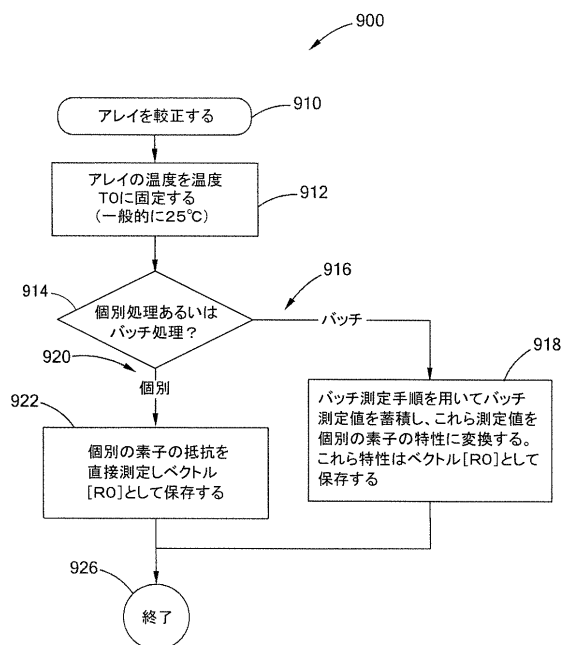 900
アレイを較正する
910
アレイの温度を温度
T0に固定する
(一般的に25℃)
912
914
個別処理あるいは
バッチ処理?
916
バッチ
920
個別
918
バッチ測定手順を用いてバッチ
測定値を蓄積し、これら測定値を
個別の素子の特性に変換する。
これら特性はベクトル[R0]として
保存する
922
個別の素子の抵抗を
直接測定しベクトル
[R0]として保存する
926
終了